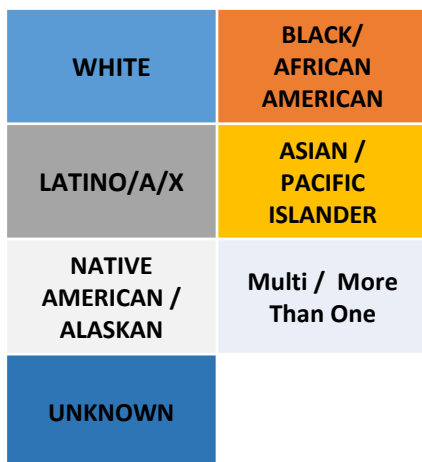 WHITE
BLACK/
AFRICAN
AMERICAN
LATINO/A/X
ASIAN /
PACIFIC
ISLANDER
NATIVE
AMERICAN /
ALASKAN
Multi / More
Than One
UNKNOWN